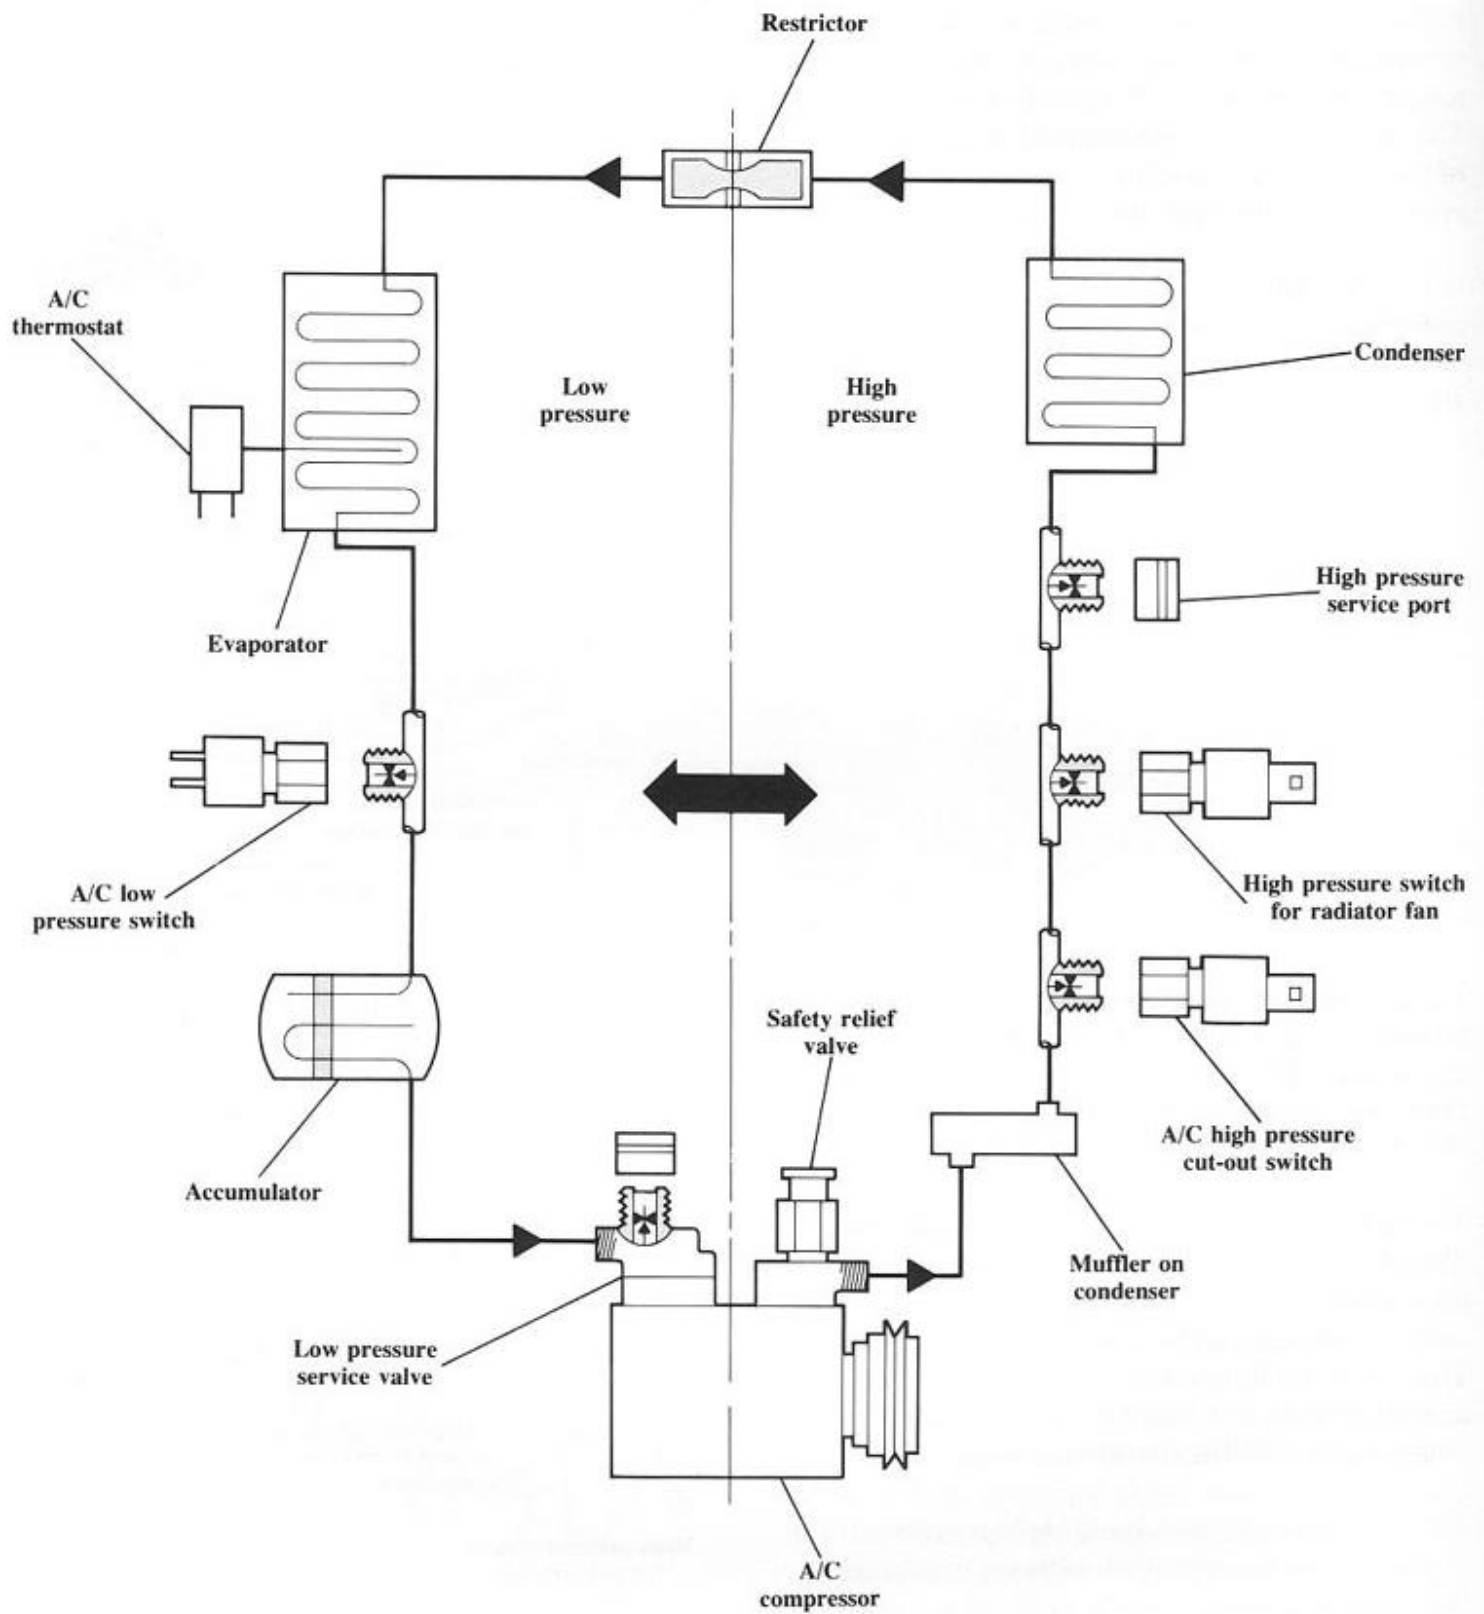 Restrictor
A/C
thermostat
Low
pressure
High
pressure
Condenser
High pressure
service port
Evaporator
A/C low
pressure switch
High pressure switch
for radiator fan
Safety relief
valve
A/C high pressure
cut-out switch
Accumulator
Muffler on
condenser
Low pressure
service valve
A/C
compressor